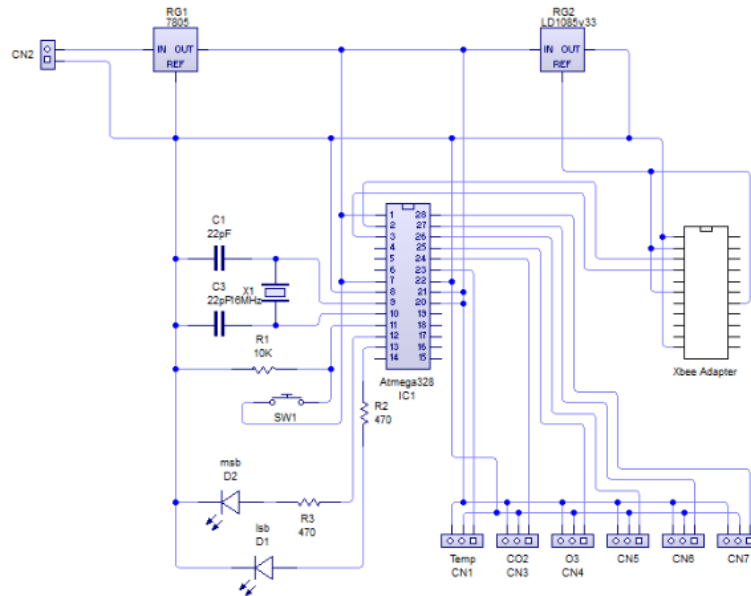 RG1
7805
IN OUT
REF
CN2
RG2
LD1085v33
IN OUT
REF
C1
22pF
C3
22pF
16MHz
X1
R1
10K
SW1
1 28
2 27
3 26
4 25
5 24
6 23
7 22
8 21
9 20
10 19
11 18
12 17
13 16
14 15
Atmega328
IC1
Xbee Adapter
R2
470
msb
D2
R3
470
lsb
D1
Temp
CN1
CO2
CN3
O3
CN4
CN5
CN6
CN7